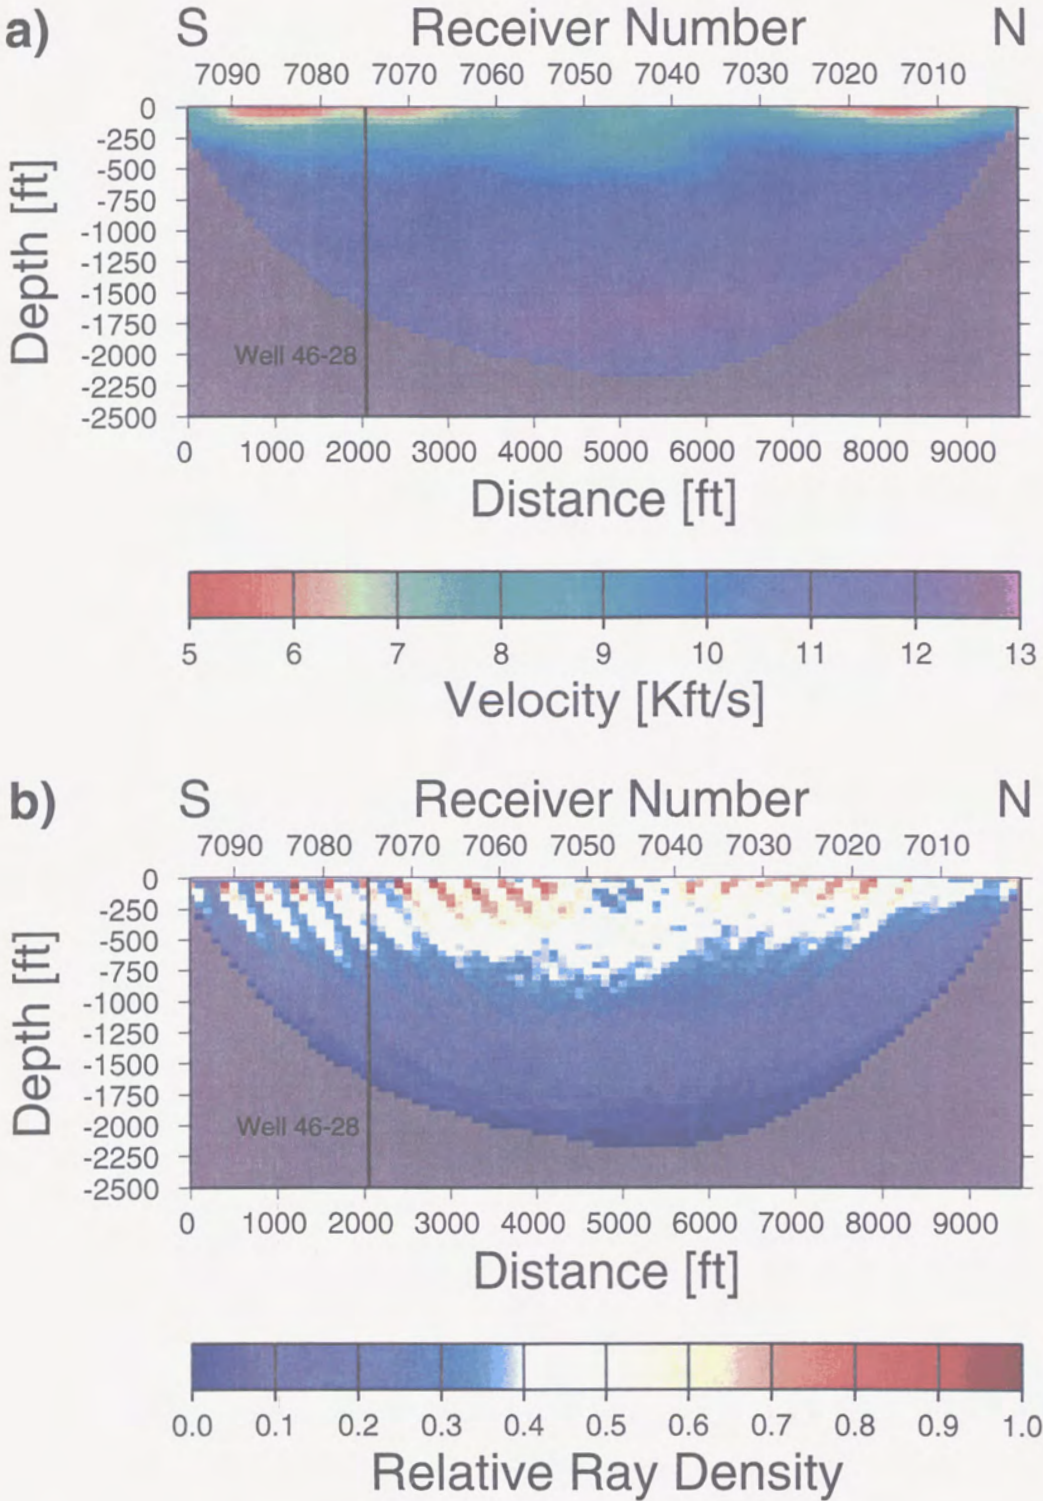 a) S Receiver Number N
7090 7080 7070 7060 7050 7040 7030 7020 7010
Depth [ft]
0
-250
-500
-750
-1000
-1250
-1500
-1750
-2000
-2250
-2500
Well 46-28
0 1000 2000 3000 4000 5000 6000 7000 8000 9000
Distance [ft]
5 6 7 8 9 10 11 12 13
Velocity [Kft/s]
b) S Receiver Number N
7090 7080 7070 7060 7050 7040 7030 7020 7010
Depth [ft]
0
-250
-500
-750
-1000
-1250
-1500
-1750
-2000
-2250
-2500
Well 46-28
0 1000 2000 3000 4000 5000 6000 7000 8000 9000
Distance [ft]
0.0 0.1 0.2 0.3 0.4 0.5 0.6 0.7 0.8 0.9 1.0
Relative Ray Density